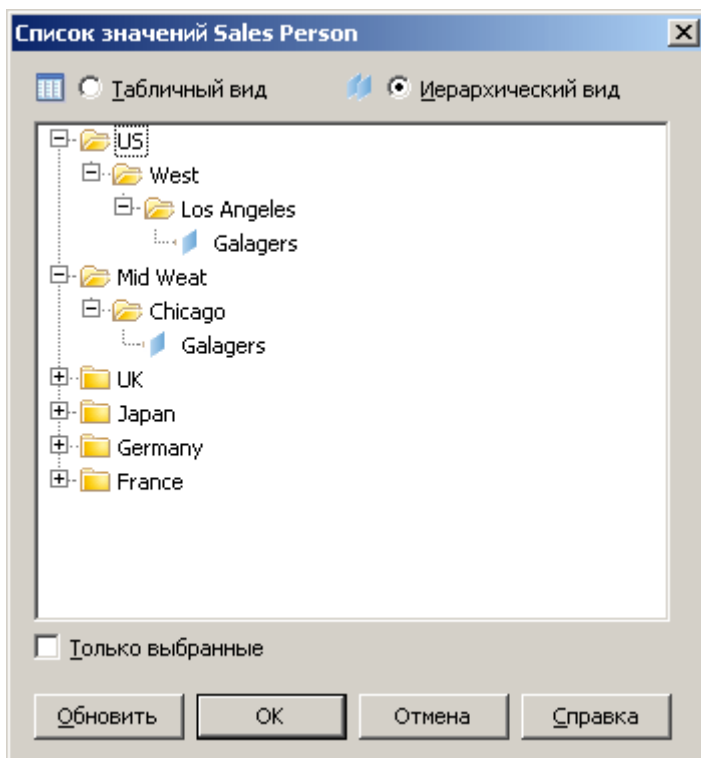 Список значений Sales Person
Табличный вид Иерархический вид
US
West
Los Angeles
Galagers
Mid Weat
Chicago
Galagers
UK
Japan
Germany
France
Только выбранные
Обновить OK Отмена Справка